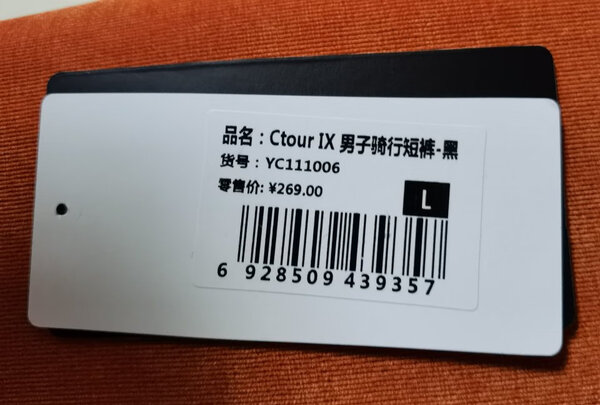 品名：Ctour IX 男子骑行短裤-黑
货号：YC111006
零售价: ¥269.00
L
6 928509 439357